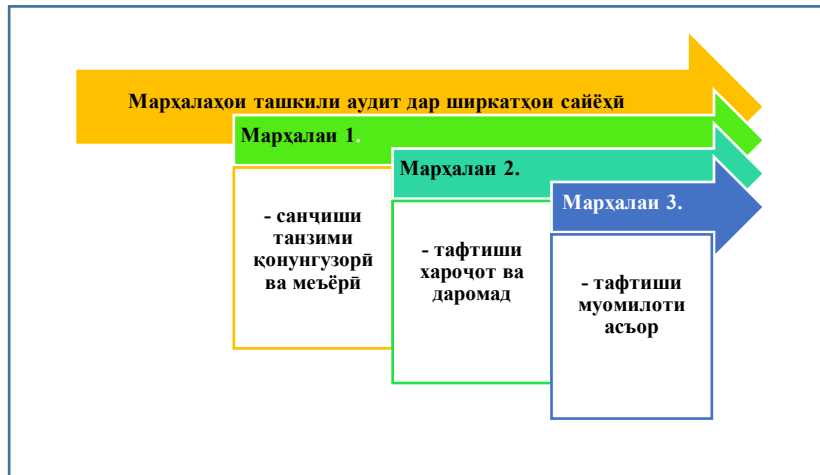 Марҳалаҳои ташкили аудит дар ширкатҳои сайёҳӣ
Марҳалаи 1.
- санҷиши
танзими
қонунгузорӣ
ва меъёрӣ
Марҳалаи 2.
- тафтиши
хароҷот ва
даромад
Марҳалаи 3.
- тафтиши
муомилоти
асъор